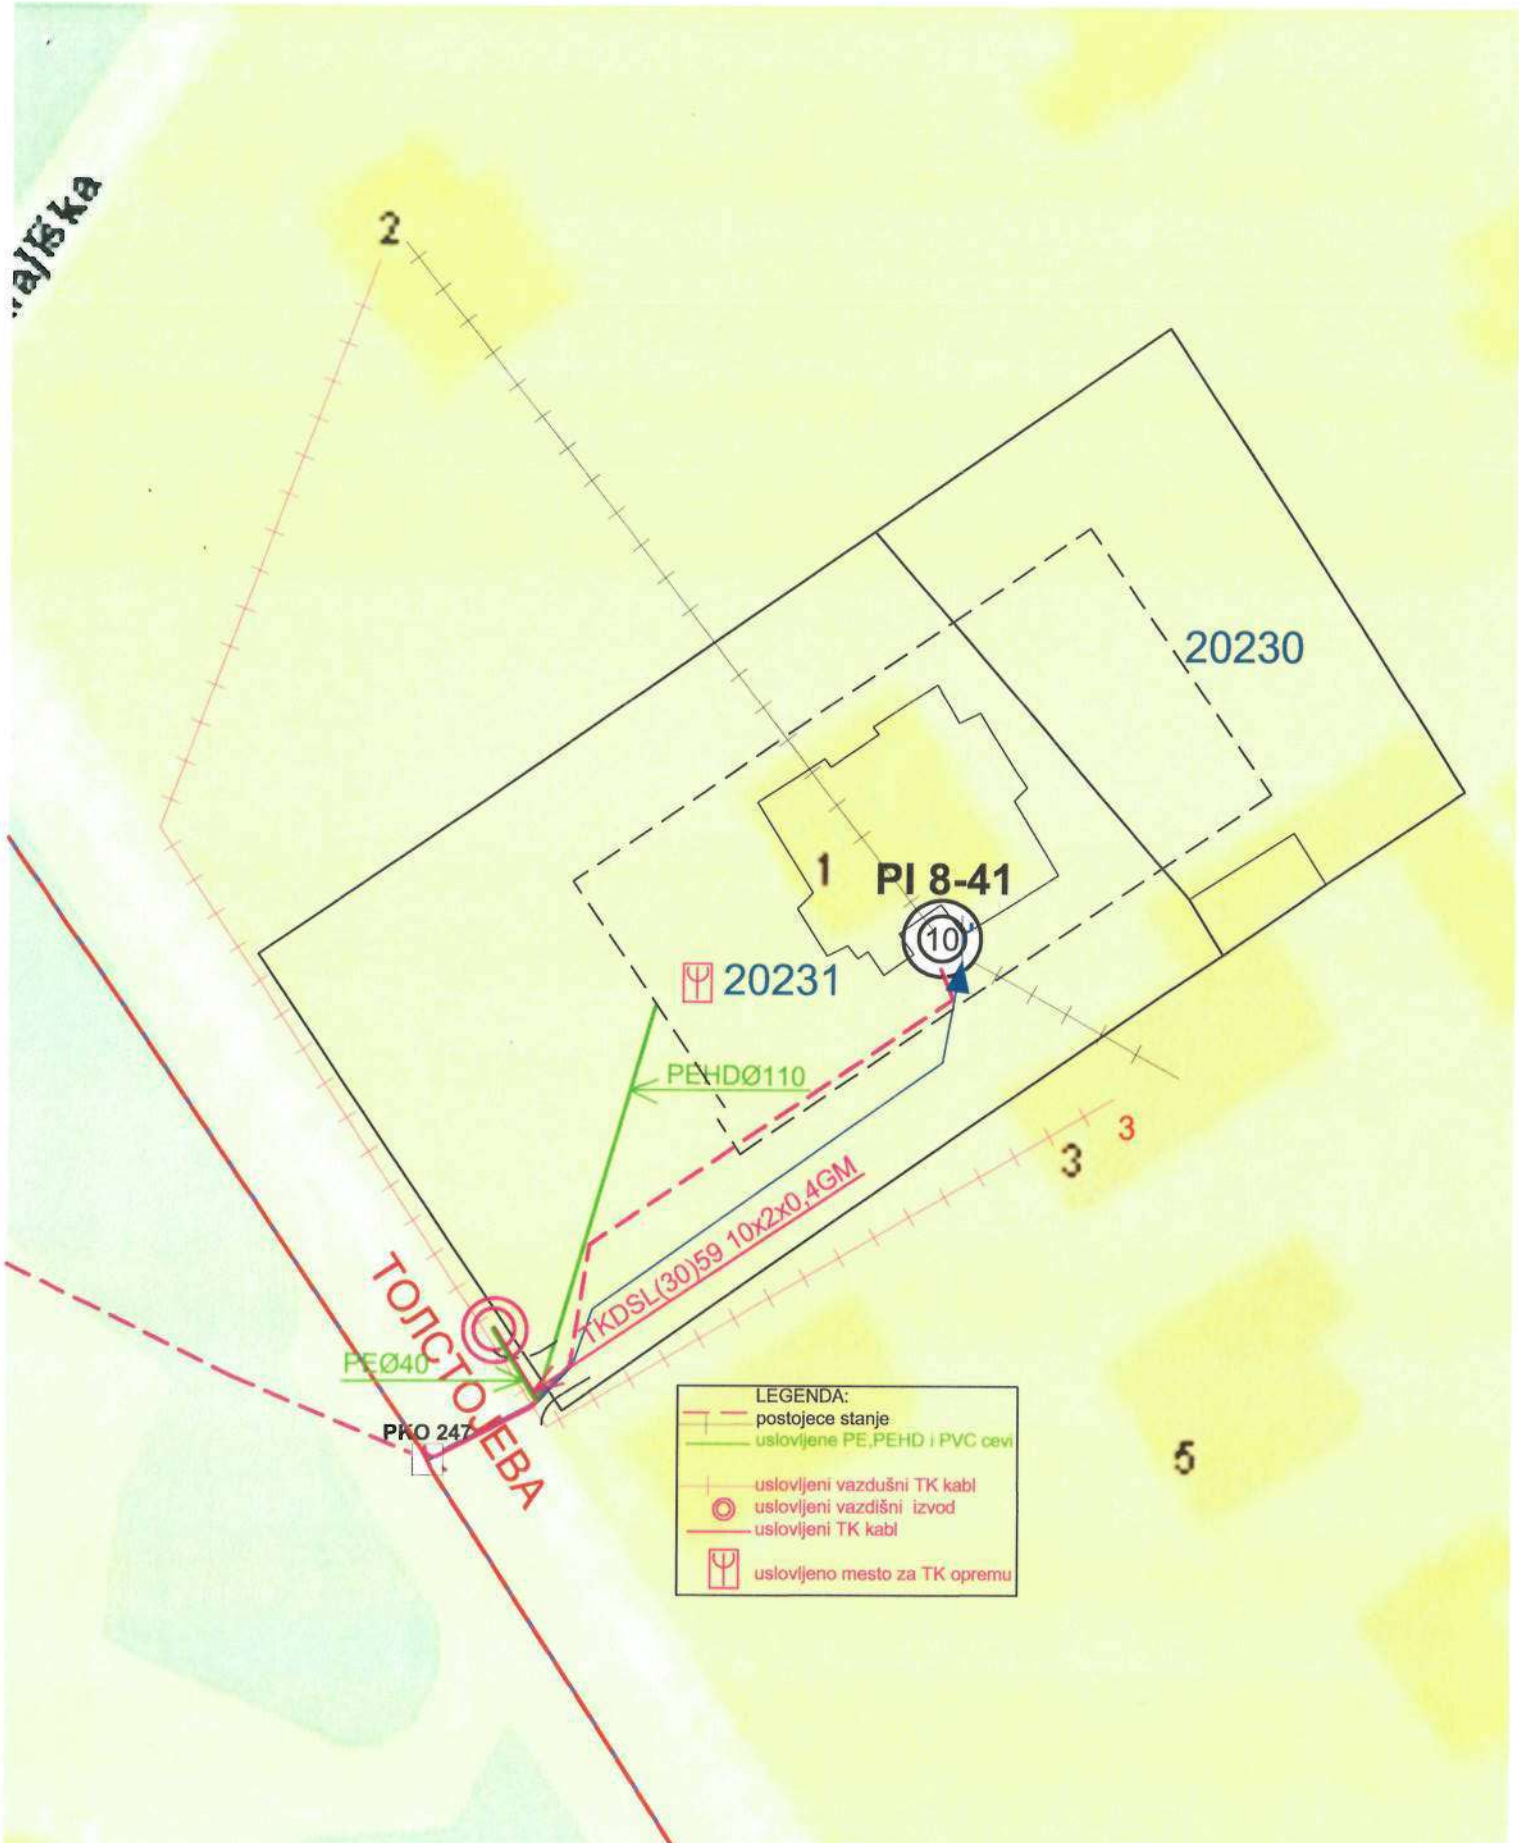 2
20230
1
PI 8-41
10
20231
PEHDØ110
3
3
TKDSL(30)59 10x2x0,4GM
ТОЛСТОЈЕВА
PEØ40
PKO 247
5
LEGENDA:
postojece stanje
uslovljene PE,PEHD i PVC cevi
uslovljeni vazdušni TK kabl
uslovljeni vazdišni izvod
uslovljeni TK kabl
uslovljeno mesto za TK opremu